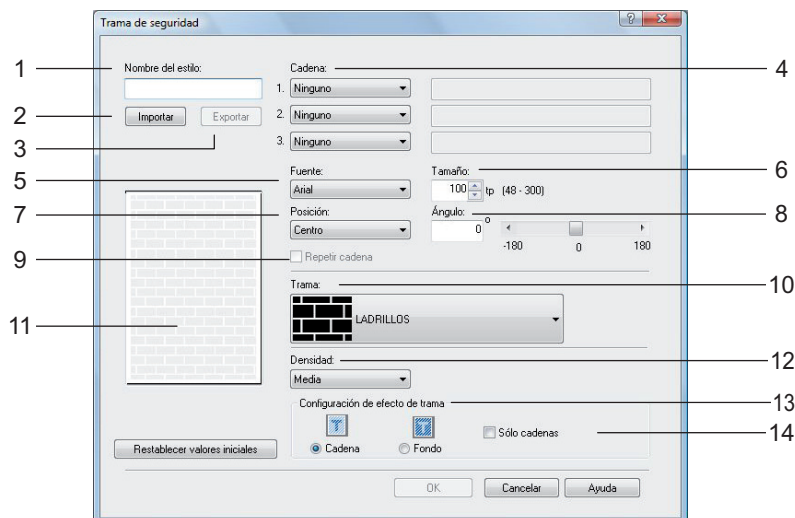 Trama de seguridad
1 Nombre del estilo: Cadena: 4
1. Ninguno
2 Importar Exportar 2. Ninguno
3 3. Ninguno
5 Fuente: Tamaño: 6
Arial 100 tp (48 - 300)
7 Posición: Ángulo: 8
Centro 0 °
-180 0 180
9 Repetir cadena
Trama: 10
11 LADRILLOS
Densidad: 12
Media
Configuración de efecto de trama 13
T T Sólo cadenas 14
Restablecer valores iniciales Cadena Fondo
OK Cancelar Ayuda